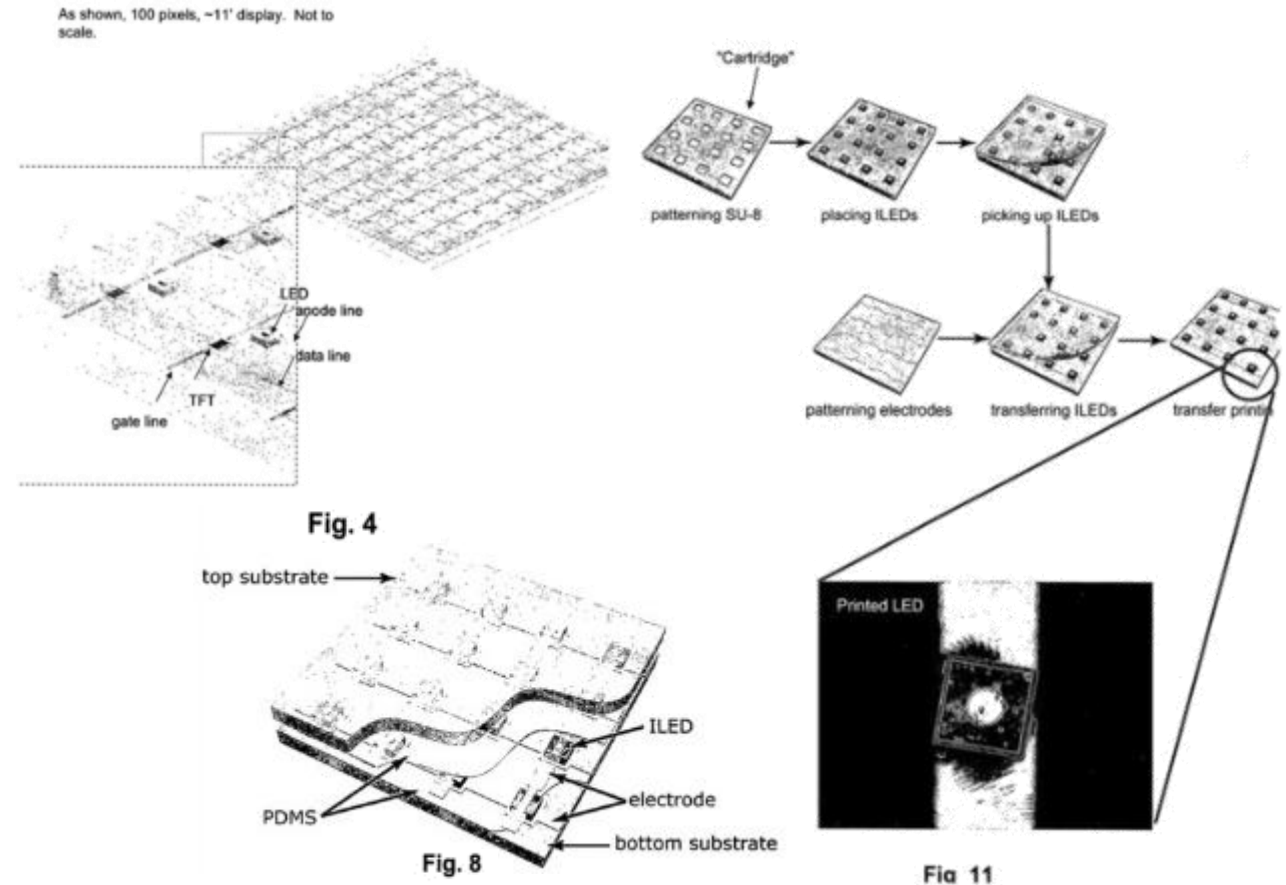 As shown, 100 pixels, ~11' display. Not to
scale.
LED
anode line
data line
TFT
gate line
Fig. 4
"Cartridge"
patterning SU-8
placing ILEDs
picking up ILEDs
patterning electrodes
transferring ILEDs
transfer printin
Printed LED
Fig 11
top substrate
ILED
electrode
PDMS
bottom substrate
Fig. 8